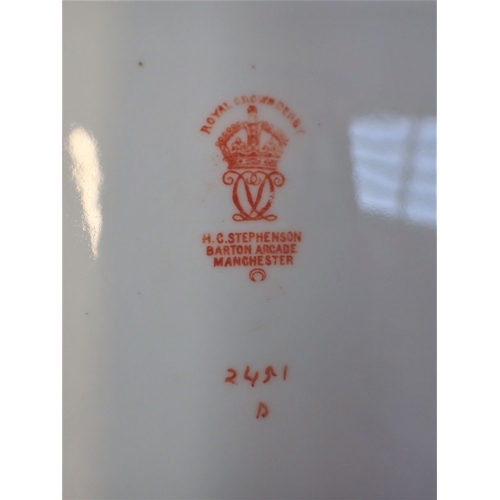 ROYAL CROWN DERBY
H.C.STEPHENSON
BARTON ARCADE
MANCHESTER
2451
D